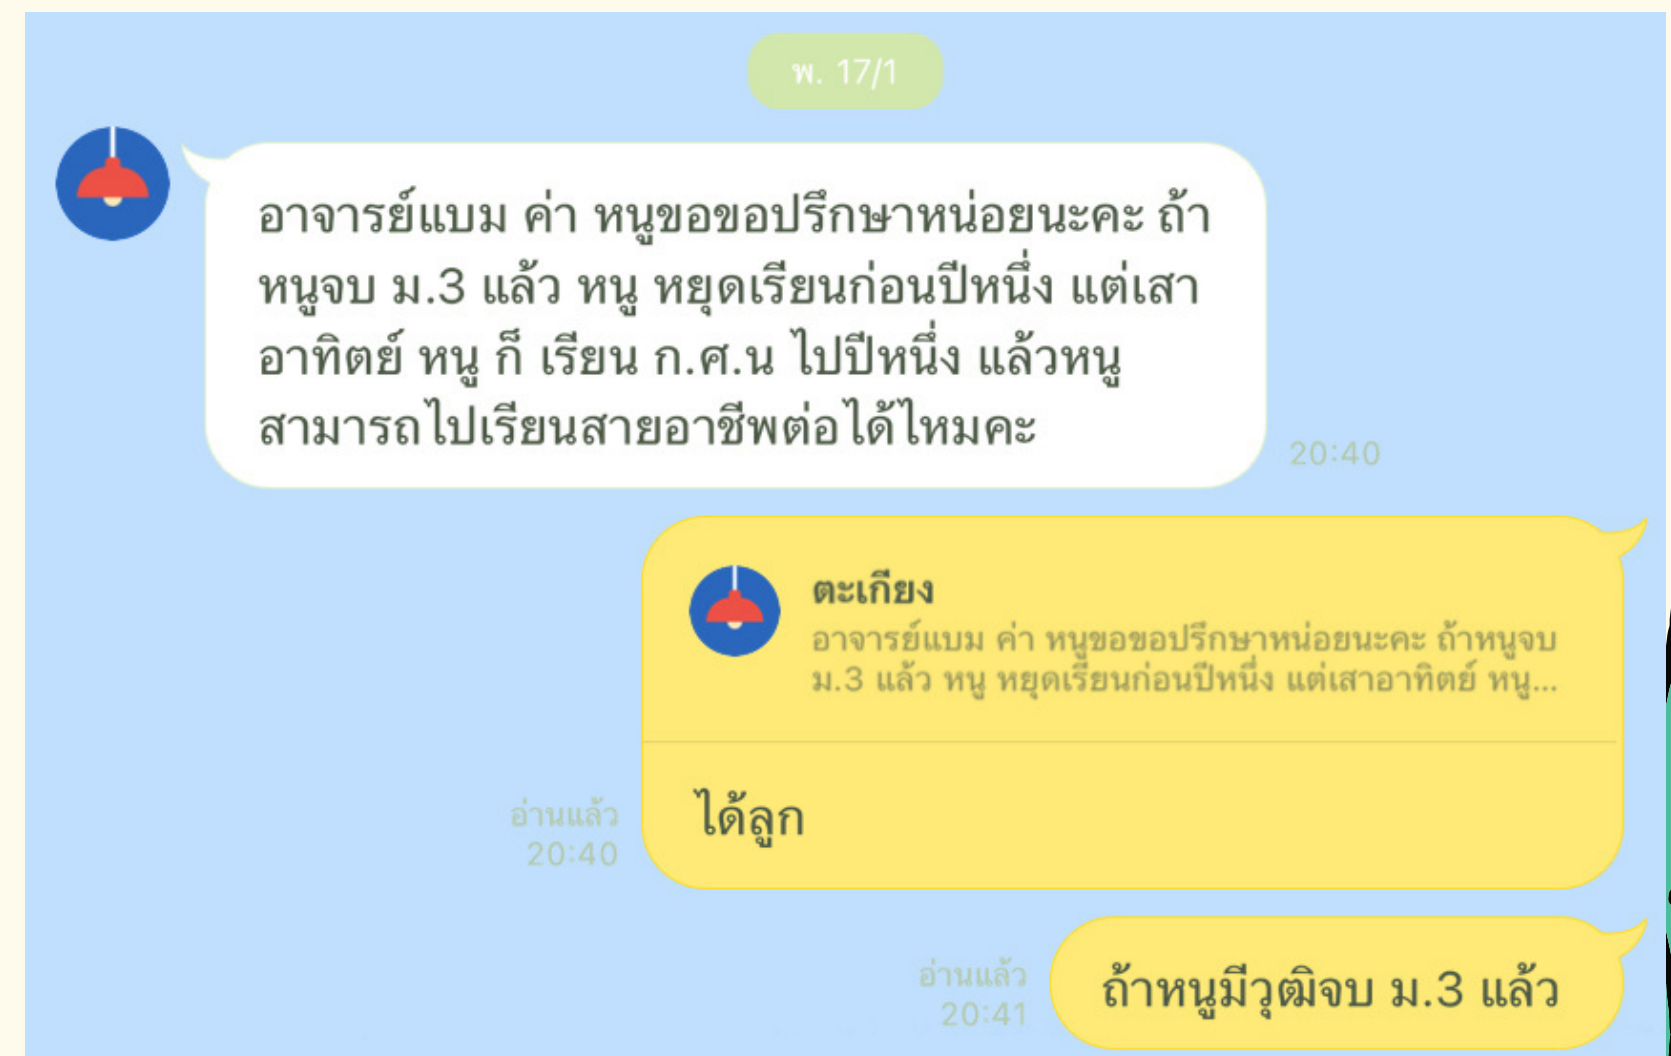 พ. 17/1
อาจารย์แบม ค่า หนูขอขอปรึกษาหน่อยนะคะ ถ้า
หนูจบ ม.3 แล้ว หนู หยุดเรียนก่อนปีหนึ่ง แต่เสา
อาทิตย์ หนู ก็ เรียน ก.ศ.น ไปปีหนึ่ง แล้วหนู
สามารถไปเรียนสายอาชีพต่อได้ไหมคะ
20:40
ตะเกียง
อาจารย์แบม ค่า หนูขอขอปรึกษาหน่อยนะคะ ถ้าหนูจบ
ม.3 แล้ว หนู หยุดเรียนก่อนปีหนึ่ง แต่เสาอาทิตย์ หนู...
ได้ลูก
อ่านแล้ว
20:40
ถ้าหนูมีวุฒิจบ ม.3 แล้ว
อ่านแล้ว
20:41